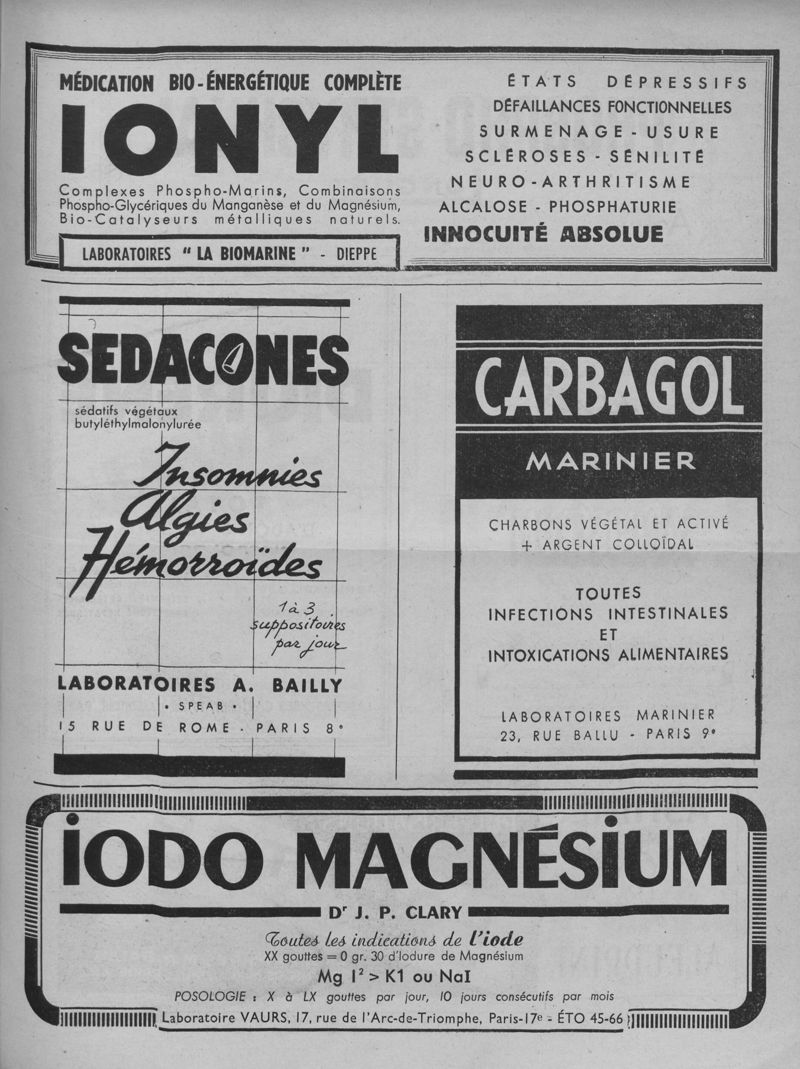 MÉDICATION BIO-ÉNERGÉTIQUE COMPLÈTE
IONYL
Complexes Phospho-Marins, Combinaisons
Phospho-Glycériques du Manganèse et du Magnésium,
Bio-Catalyseurs métalliques naturels.
LABORATOIRES " LA BIOMARINE " - DIEPPE
ÉTATS DÉPRESSIFS
DÉFAILLANCES FONCTIONNELLES
SURMENAGE - USURE
SCLÉROSES - SÉNILITÉ
NEURO-ARTHRITISME
ALCALOSE - PHOSPHATURIE
INNOCUITÉ ABSOLUE
SEDACONES
sédatifs végétaux
butyléthylmalonylurée
Insomnies
Algies
Hémorroïdes
1 à 3
suppositoires
par jour
LABORATOIRES A. BAILLY
• SPEAB •
15 RUE DE ROME - PARIS 8e
CARBAGOL
MARINIER
CHARBONS VÉGÉTAL ET ACTIVÉ
+ ARGENT COLLOÏDAL
TOUTES
INFECTIONS INTESTINALES
ET
INTOXICATIONS ALIMENTAIRES
LABORATOIRES MARINIER
23, RUE BALLU - PARIS 9e
IODO MAGNÉSIUM
Dr J. P. CLARY
Toutes les indications de l'iode
XX gouttes = 0 gr. 30 d'Iodure de Magnésium
Mg I² > K1 ou NaI
POSOLOGIE : X à LX gouttes par jour, 10 jours consécutifs par mois
Laboratoire VAURS, 17, rue de l'Arc-de-Triomphe, Paris-17e - ÉTO 45-66